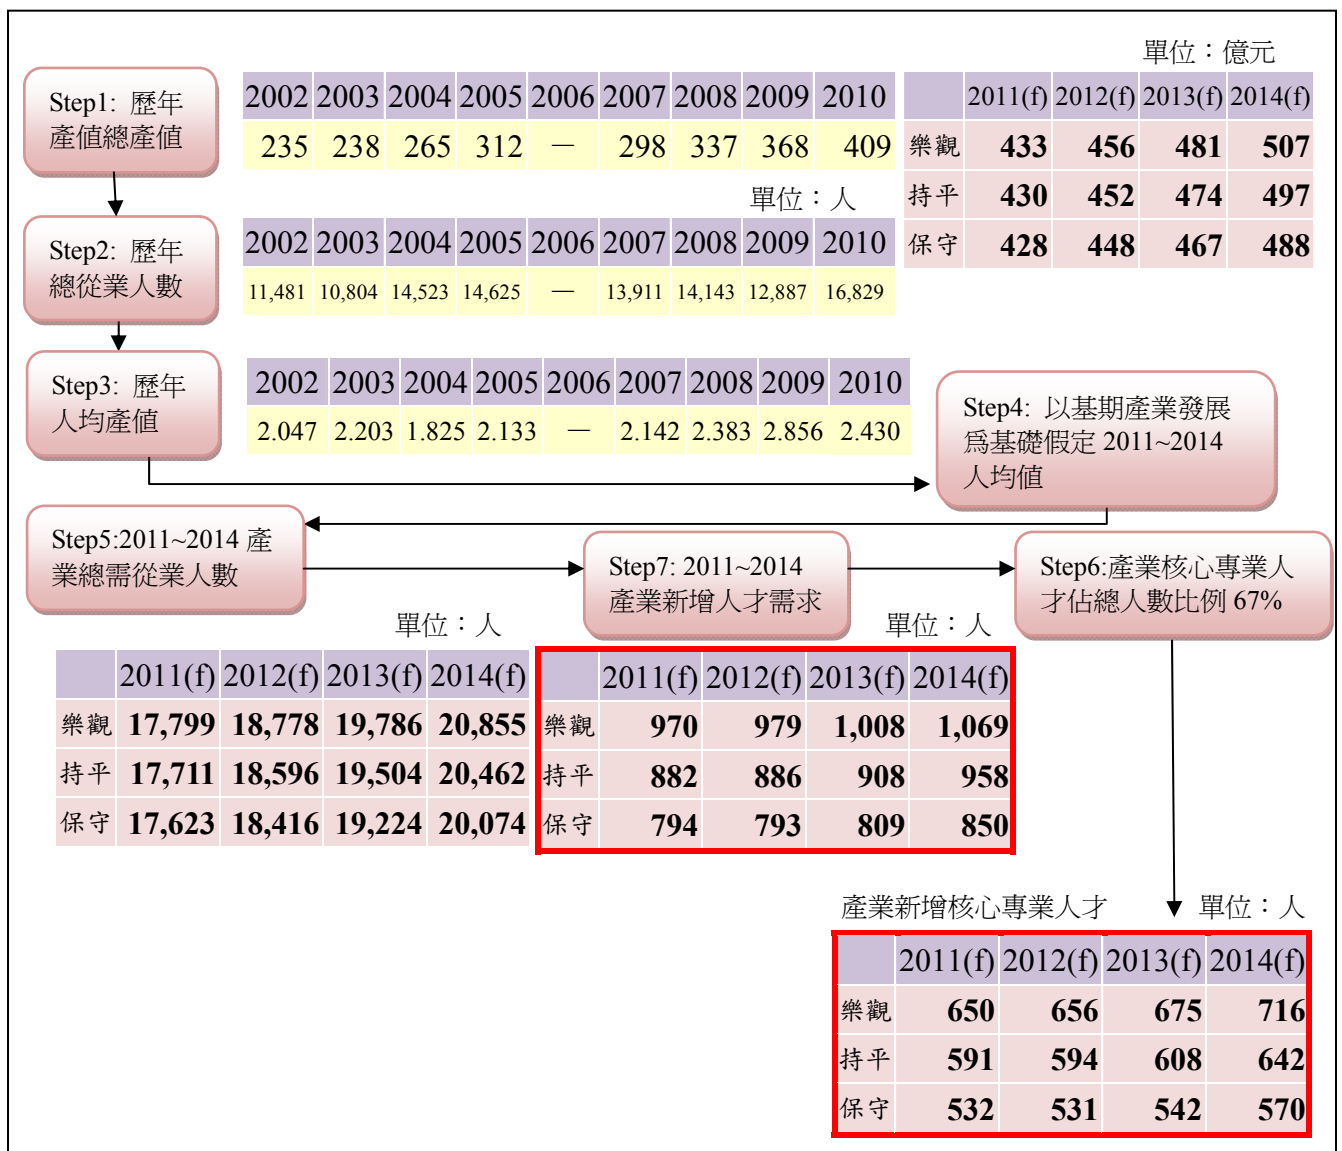 單位：億元
Step1: 歷年
產值總產值
2002 2003 2004 2005 2006 2007 2008 2009 2010
235 238 265 312 — 298 337 368 409
2011(f) 2012(f) 2013(f) 2014(f)
樂觀 433 456 481 507
持平 430 452 474 497
保守 428 448 467 488
單位：人
Step2: 歷年
總從業人數
2002 2003 2004 2005 2006 2007 2008 2009 2010
11,481 10,804 14,523 14,625 — 13,911 14,143 12,887 16,829
Step3: 歷年
人均產值
2002 2003 2004 2005 2006 2007 2008 2009 2010
2.047 2.203 1.825 2.133 — 2.142 2.383 2.856 2.430
Step4: 以基期產業發展
爲基礎假定 2011~2014
人均值
Step5:2011~2014 產
業總需從業人數
Step7: 2011~2014
產業新增人才需求
Step6:產業核心專業人
才佔總人數比例 67%
單位：人
2011(f) 2012(f) 2013(f) 2014(f)
樂觀 17,799 18,778 19,786 20,855
持平 17,711 18,596 19,504 20,462
保守 17,623 18,416 19,224 20,074
單位：人
2011(f) 2012(f) 2013(f) 2014(f)
樂觀 970 979 1,008 1,069
持平 882 886 908 958
保守 794 793 809 850
產業新增核心專業人才 單位：人
2011(f) 2012(f) 2013(f) 2014(f)
樂觀 650 656 675 716
持平 591 594 608 642
保守 532 531 542 570